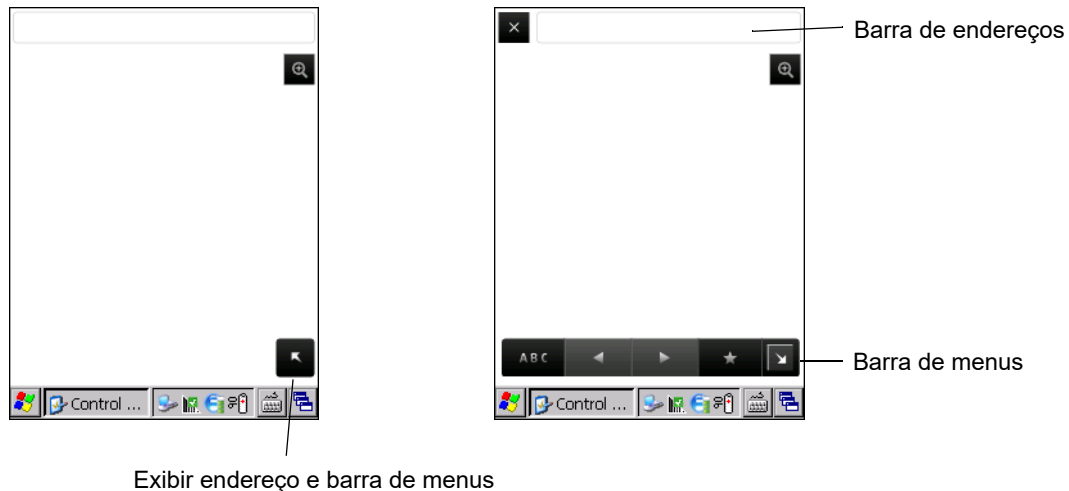 Barra de endereços
ABC
Barra de menus
Control ...
Control ...
Exibir endereço e barra de menus